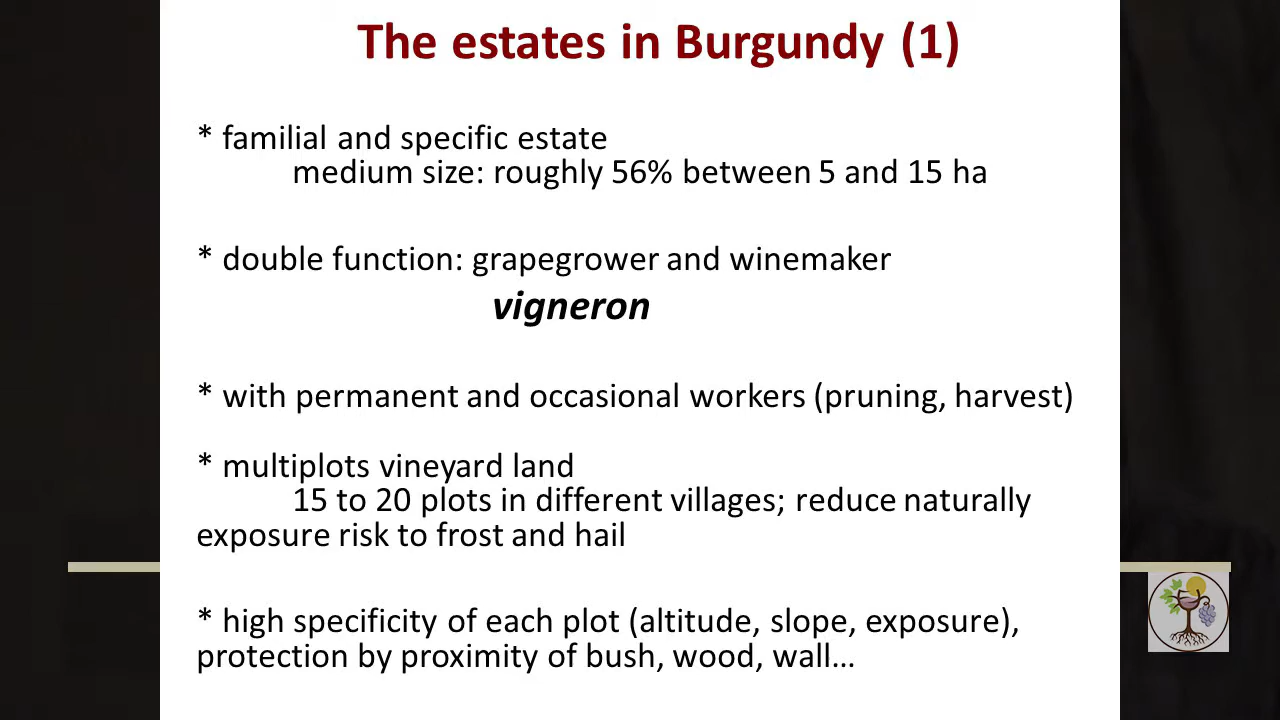 The estates in Burgundy (1)
* familial and specific estate
medium size: roughly 56% between 5 and 15 ha
* double function: grapegrower and winemaker
vigneron
* with permanent and occasional workers (pruning, harvest)
* multiplots vineyard land
15 to 20 plots in different villages; reduce naturally
exposure risk to frost and hail
* high specificity of each plot (altitude, slope, exposure),
protection by proximity of bush, wood, wall...